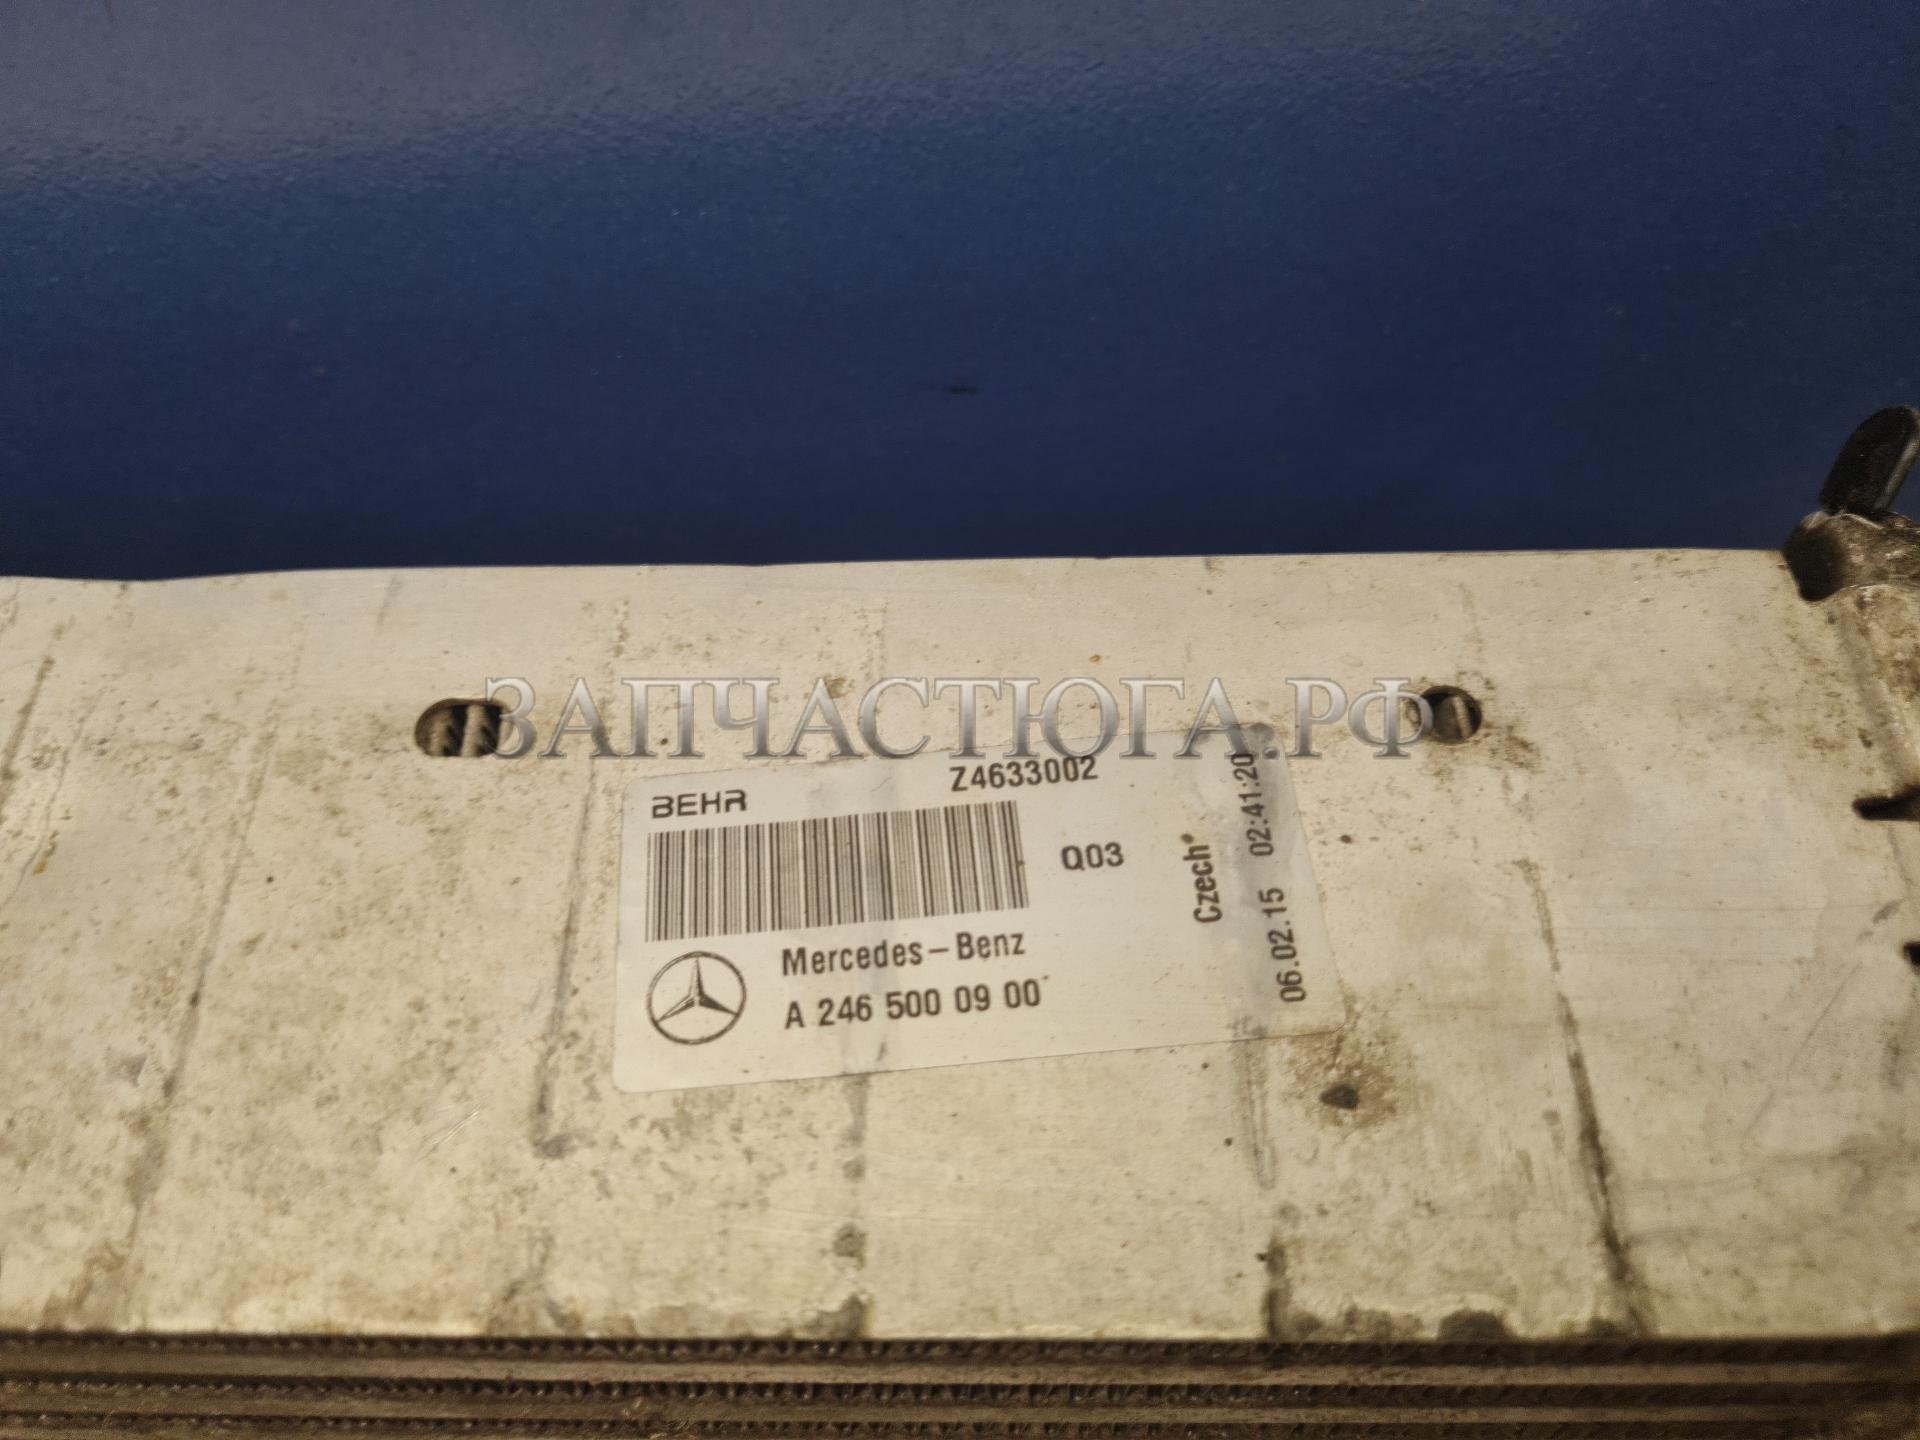 ЗАПЧАСТЮГА.РФ
BEHR Z4633002
Q03
Mercedes-Benz
A 246 500 09 00
Czech
06.02.15 02:41:20